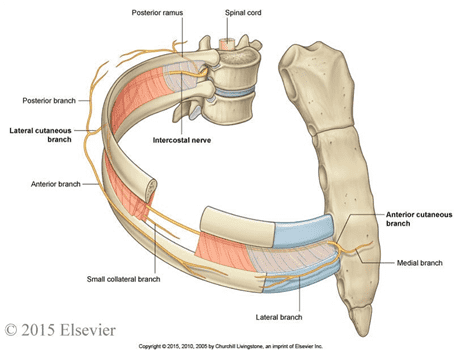 Posterior ramus
Spinal cord
Posterior branch
Lateral cutaneous
branch
Intercostal nerve
Anterior branch
Anterior cutaneous
branch
Medial branch
Small collateral branch
Lateral branch
© 2015 Elsevier
Copyright © 2015, 2010, 2005 by Churchill Livingstone, an imprint of Elsevier Inc.